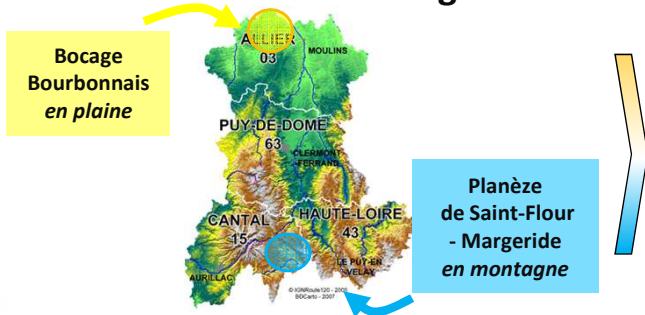 Bocage
Bourbonnais
en plaine
ALLIER
03
MOULINS
PUY-DE-DOME
63
CLERMONT
-FERRAND
CANTAL
15
HAUTE-LOIRE
43
LE PUY-EN
VELAY
AURILLAC
© IGNRoute120 - 2005
BDCarto - 2007
Planèze
de Saint-Flour
- Margeride
en montagne